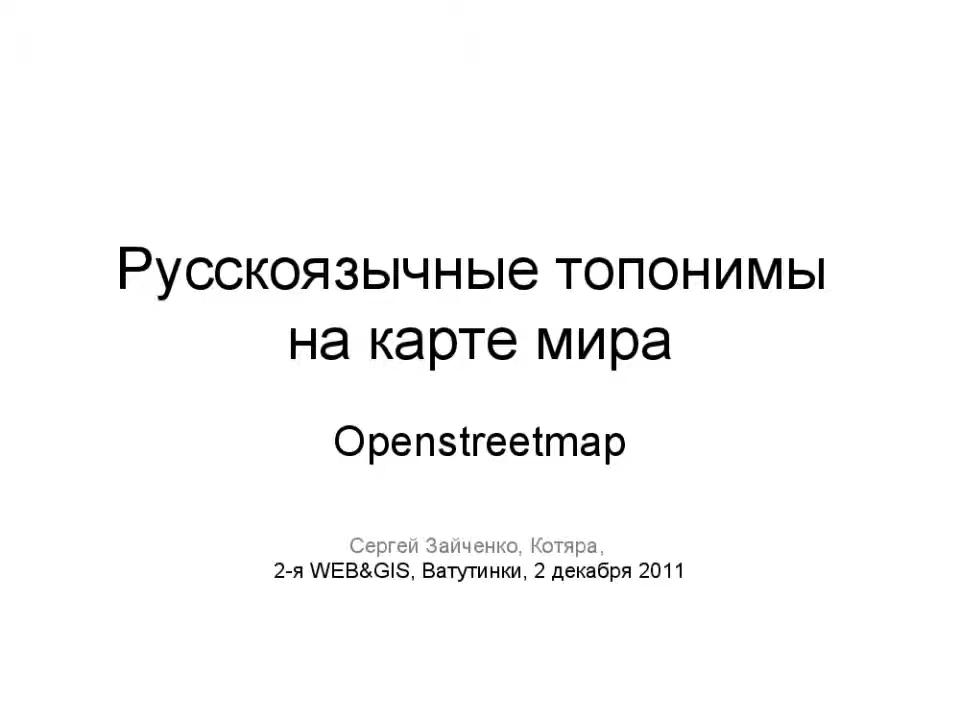 Русскоязычные топонимы
на карте мира
Openstreetmap
Сергей Зайченко, Котяра,
2-я WEB&GIS, Ватутинки, 2 декабря 2011